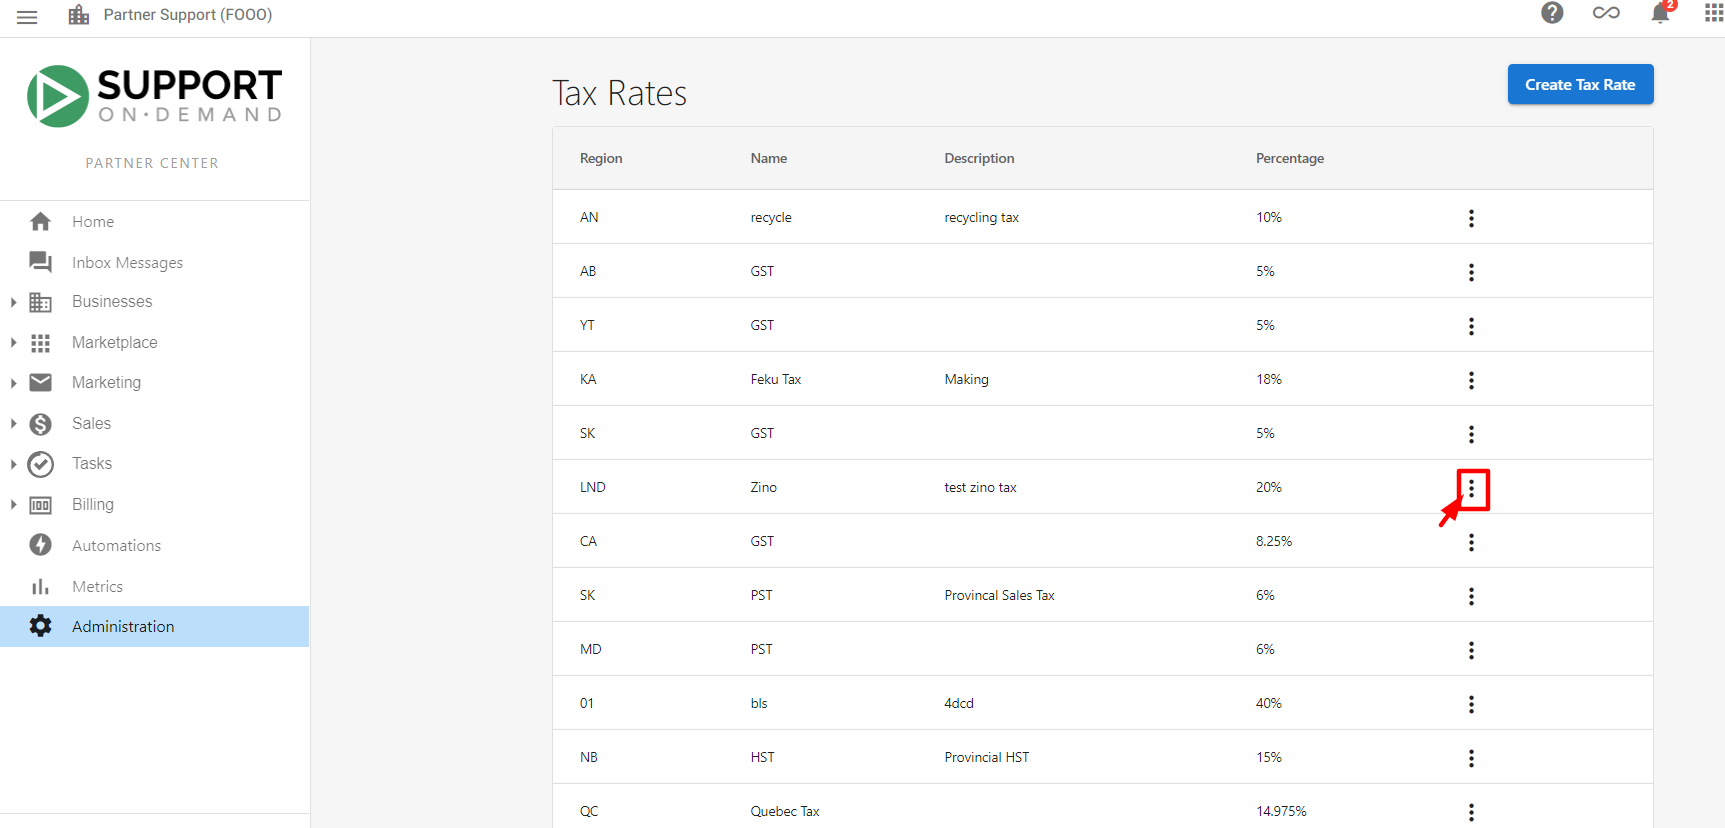 Partner Support (FOOO)
2
SUPPORT
ON·DEMAND
PARTNER CENTER
Home
Inbox Messages
Businesses
Marketplace
Marketing
Sales
Tasks
Billing
Automations
Metrics
Administration
Tax Rates
Create Tax Rate
Region Name Description Percentage
AN recycle recycling tax 10%
AB GST 5%
YT GST 5%
KA Feku Tax Making 18%
SK GST 5%
LND Zino test zino tax 20%
CA GST 8.25%
SK PST Provincal Sales Tax 6%
MD PST 6%
01 bls 4dcd 40%
NB HST Provincial HST 15%
QC Quebec Tax 14.975%